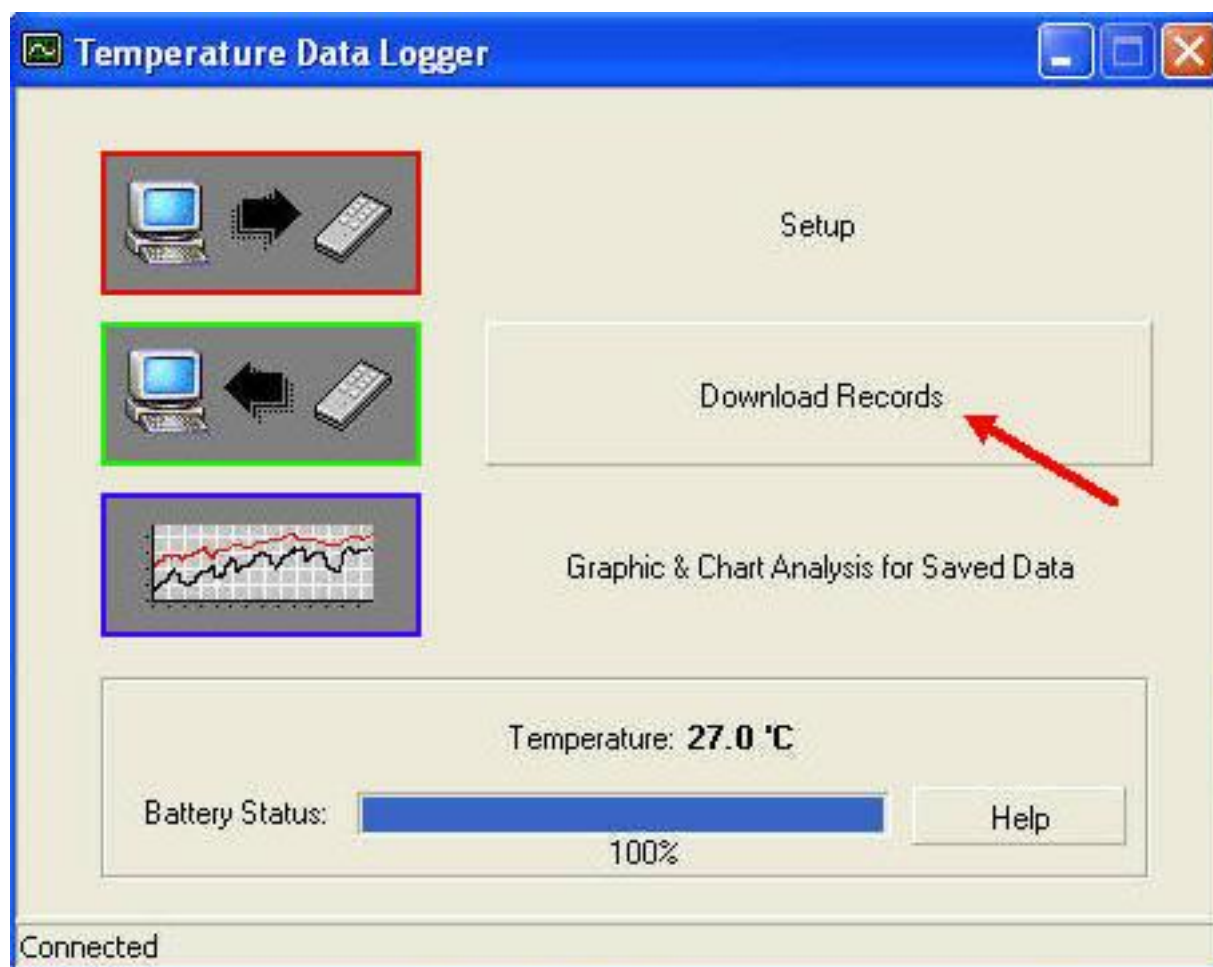 Temperature Data Logger
Setup
Download Records
Graphic & Chart Analysis for Saved Data
Temperature: 27.0 'C
Battery Status:
100%
Help
Connected